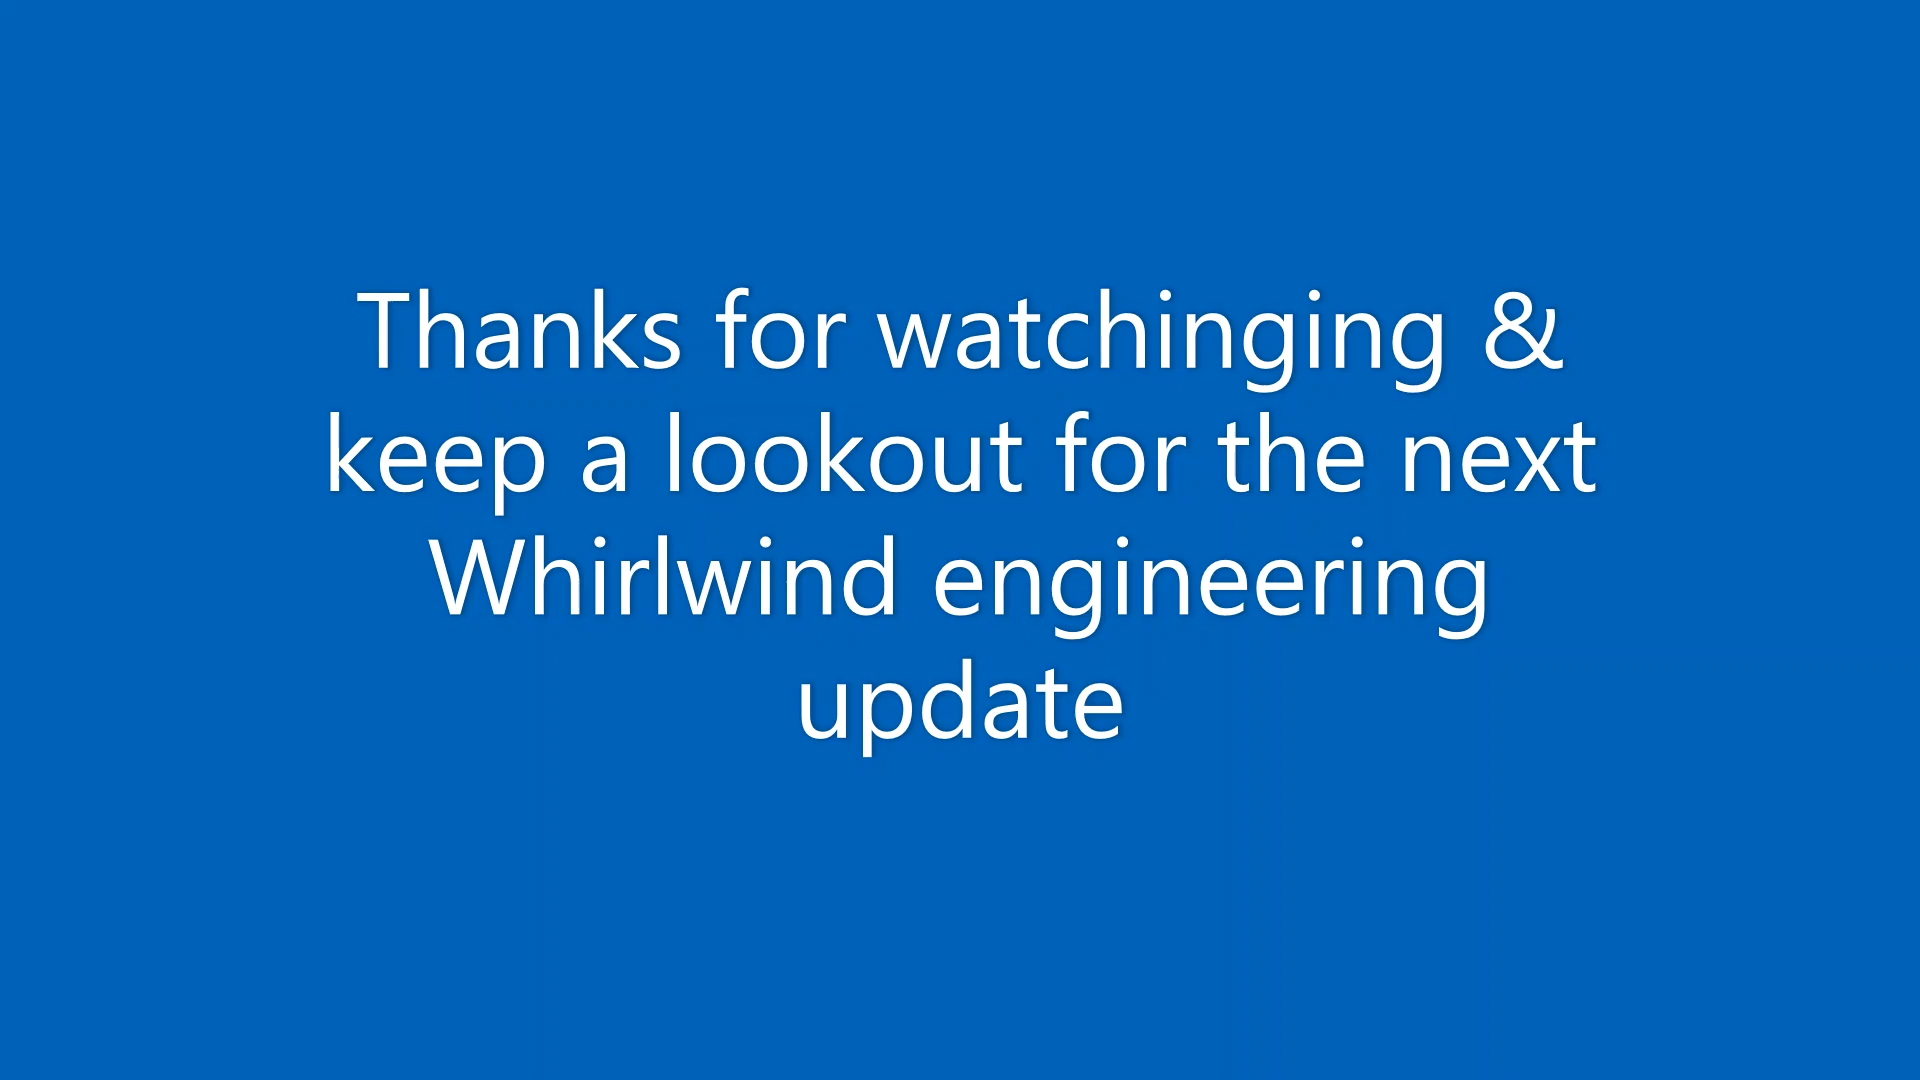 Thanks for watchinging &
keep a lookout for the next
Whirlwind engineering
update